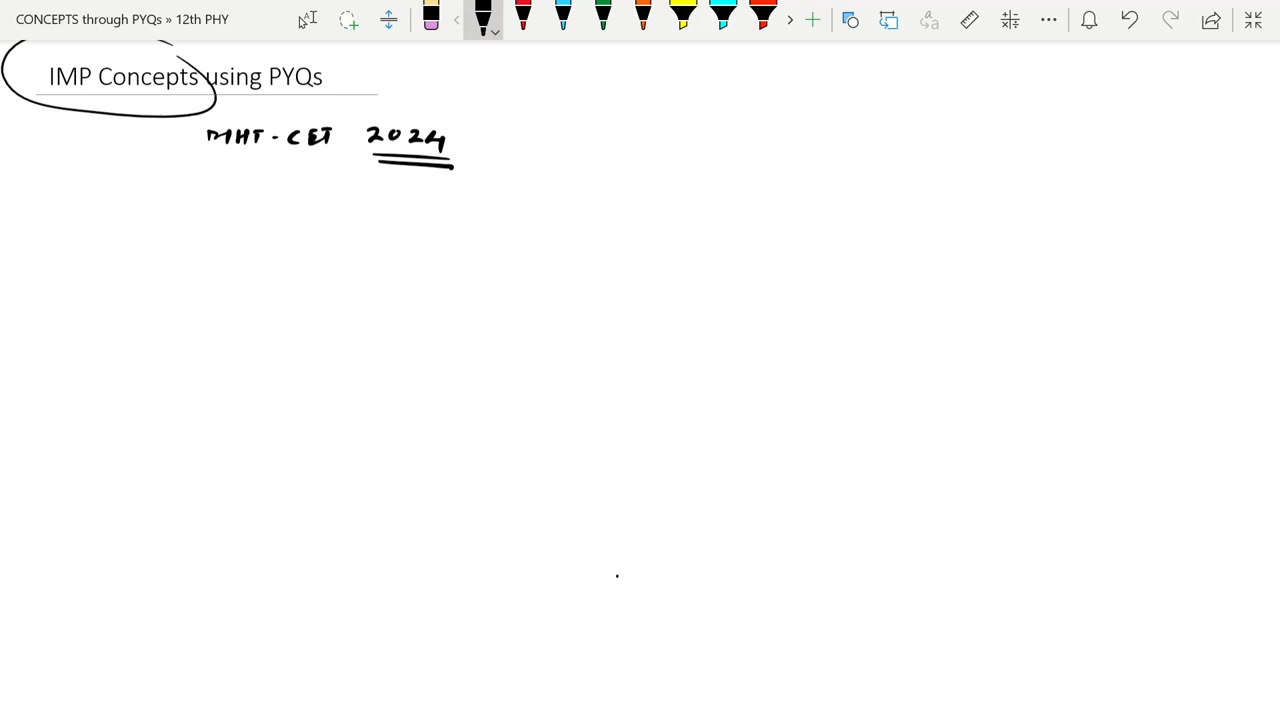 CONCEPTS through PYQs » 12th PHY
IMP Concepts using PYQs
MHT - CET 2024